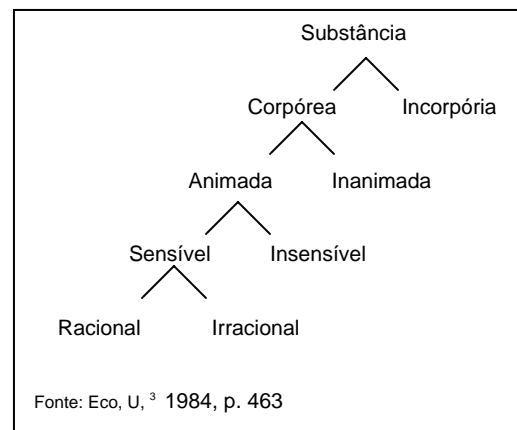 Substância
Corpórea Incorpória
Animada Inanimada
Sensível Insensível
Racional Irracional
Fonte: Eco, U, ³ 1984, p. 463